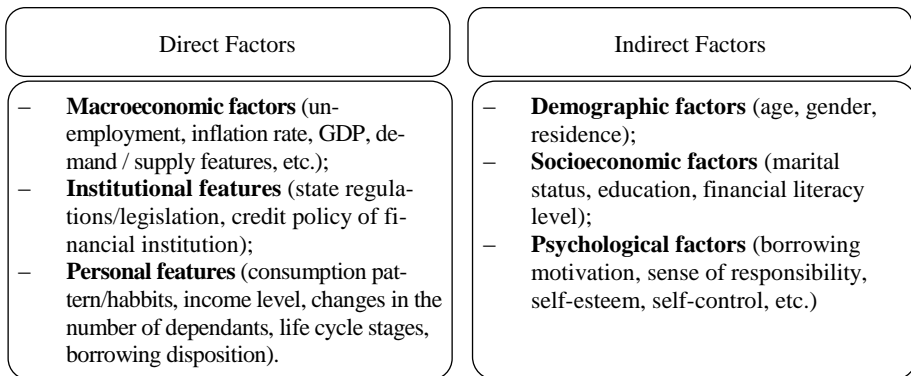 Direct Factors
– Macroeconomic factors (un-
employment, inflation rate, GDP, de-
mand / supply features, etc.);
– Institutional features (state regula-
tions/legislation, credit policy of fi-
nancial institution);
– Personal features (consumption pat-
tern/habbits, income level, changes in the
number of dependants, life cycle stages,
borrowing disposition).
Indirect Factors
– Demographic factors (age, gender,
residence);
– Socioeconomic factors (marital
status, education, financial literacy
level);
– Psychological factors (borrowing
motivation, sense of responsibility,
self-esteem, self-control, etc.)